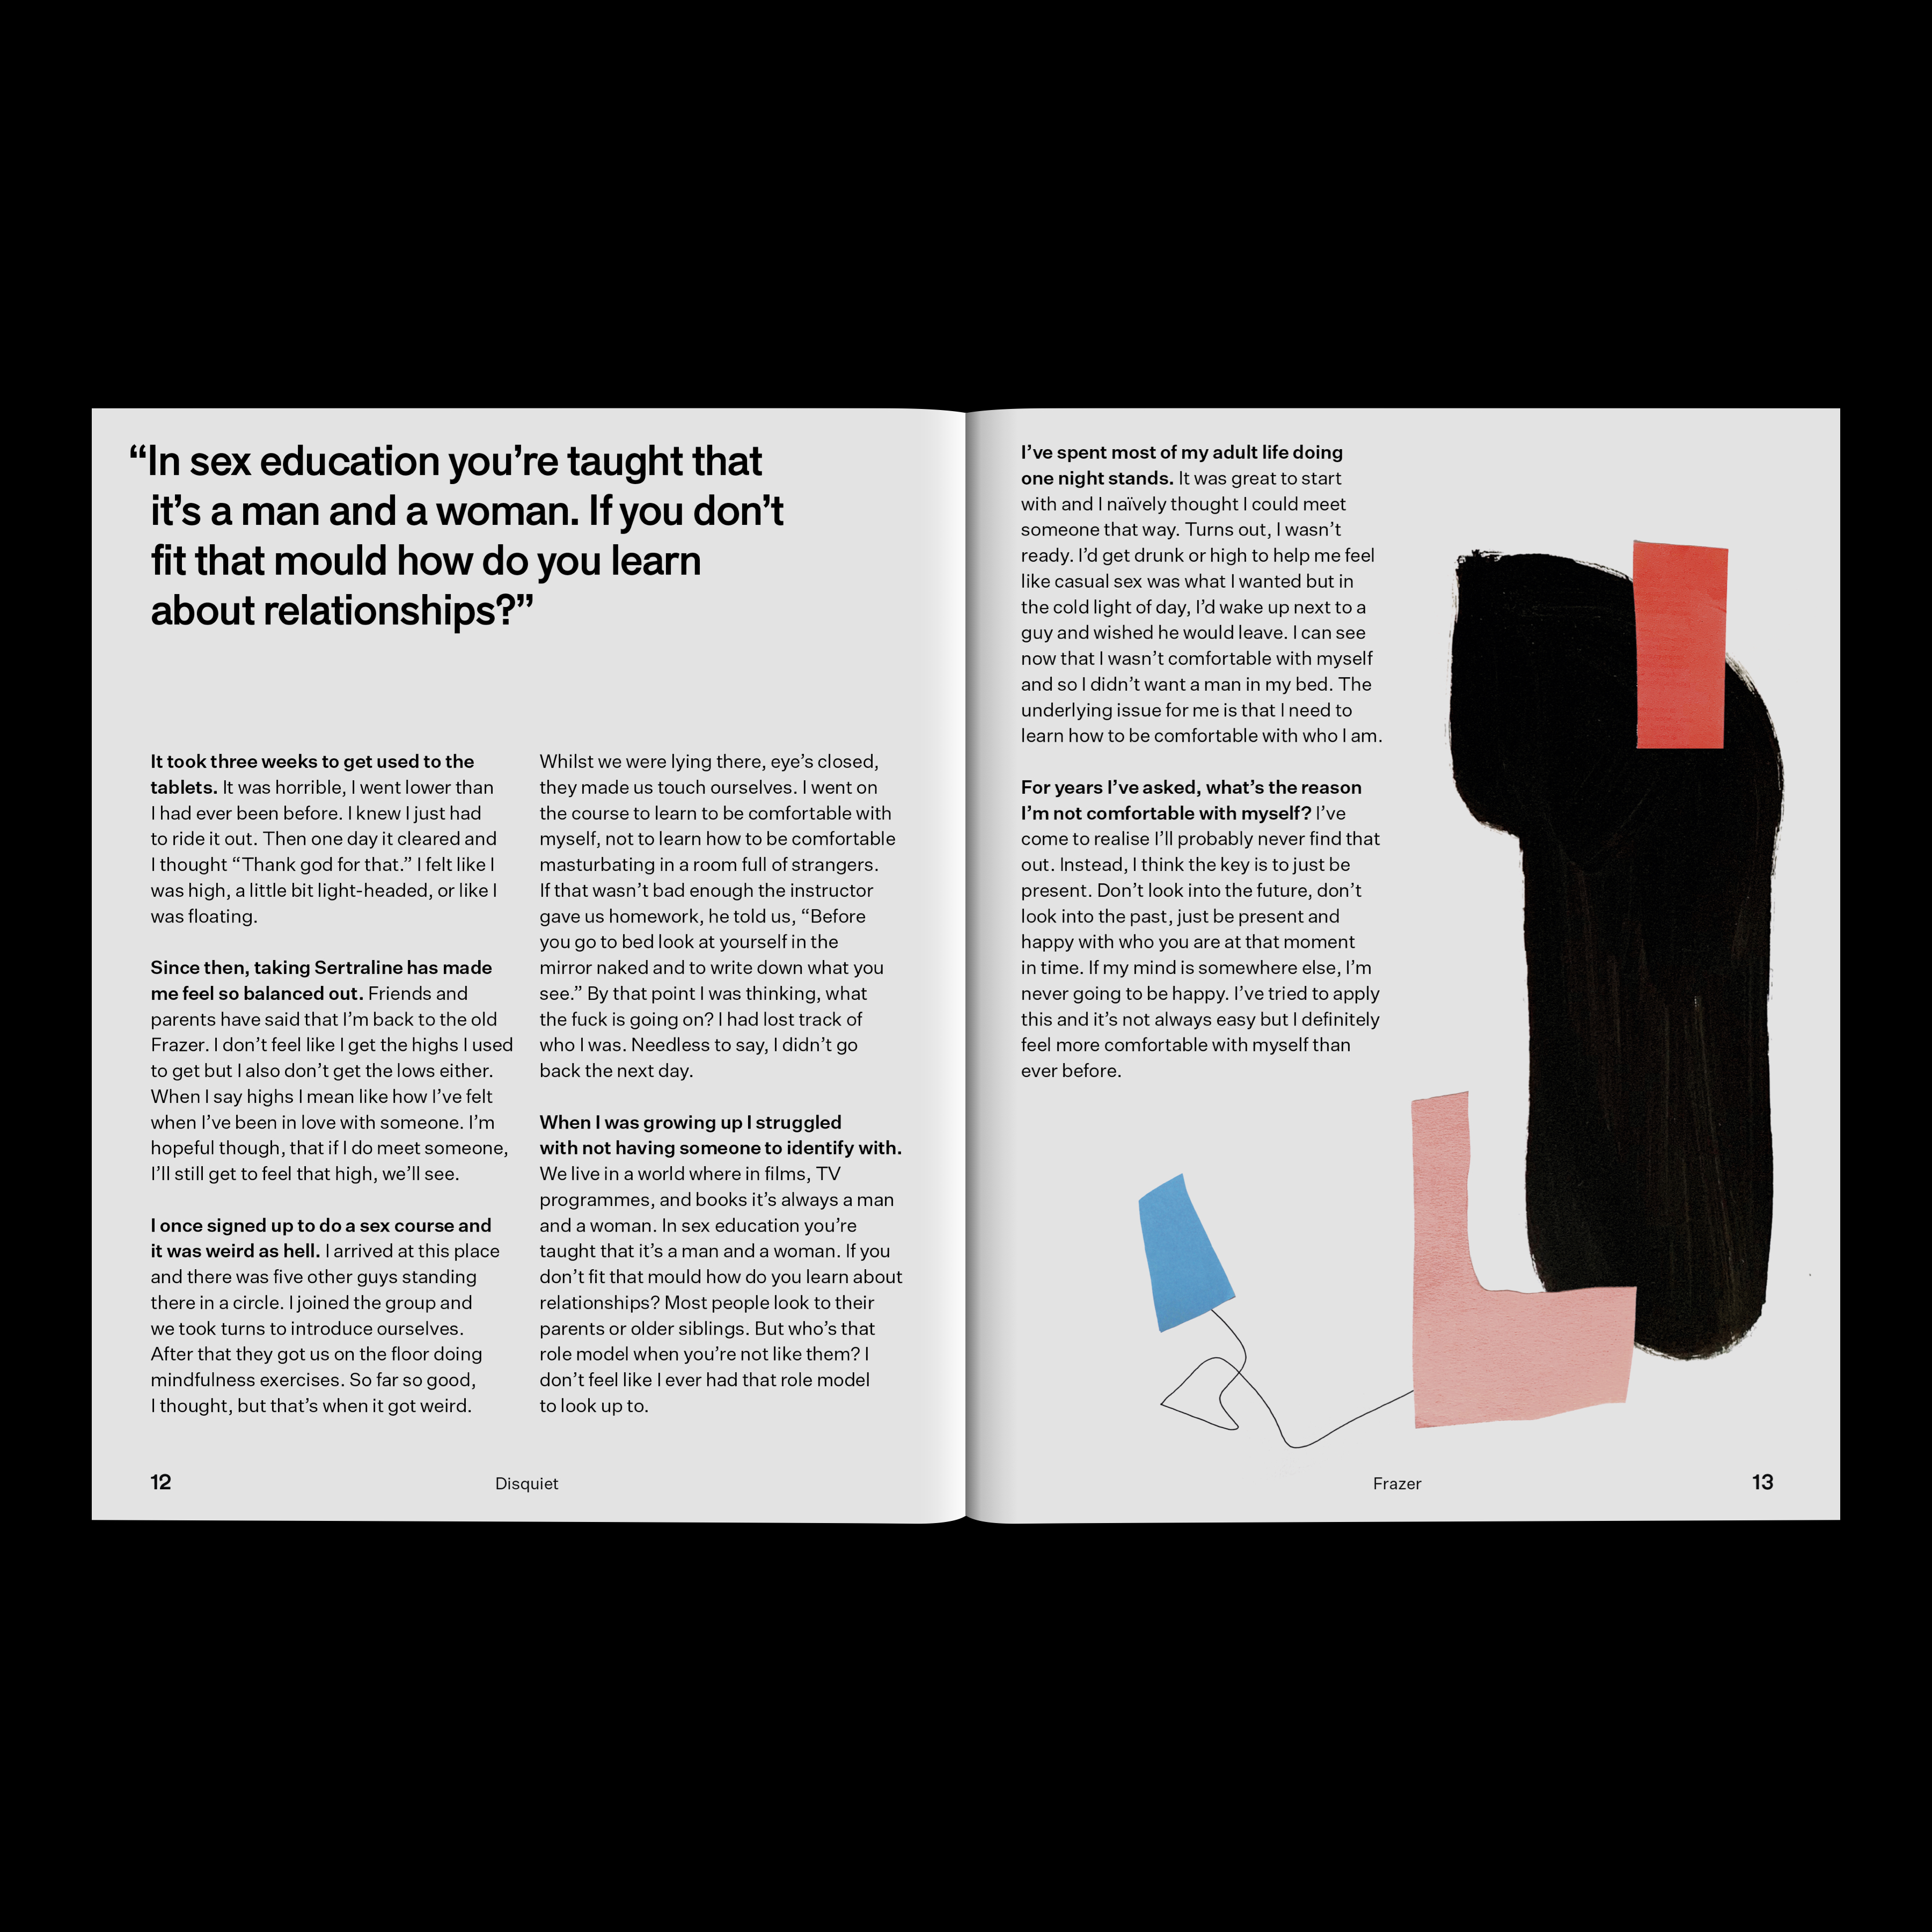 “In sex education you’re taught that
it’s a man and a woman. If you don’t
fit that mould how do you learn
about relationships?”
It took three weeks to get used to the
tablets. It was horrible, I went lower than
I had ever been before. I knew I just had
to ride it out. Then one day it cleared and
I thought “Thank god for that.” I felt like I
was high, a little bit light-headed, or like I
was floating.
Since then, taking Sertraline has made
me feel so balanced out. Friends and
parents have said that I’m back to the old
Frazer. I don’t feel like I get the highs I used
to get but I also don’t get the lows either.
When I say highs I mean like how I’ve felt
when I’ve been in love with someone. I’m
hopeful though, that if I do meet someone,
I’ll still get to feel that high, we’ll see.
I once signed up to do a sex course and
it was weird as hell. I arrived at this place
and there was five other guys standing
there in a circle. I joined the group and
we took turns to introduce ourselves.
After that they got us on the floor doing
mindfulness exercises. So far so good,
I thought, but that’s when it got weird.
Whilst we were lying there, eye’s closed,
they made us touch ourselves. I went on
the course to learn to be comfortable with
myself, not to learn how to be comfortable
masturbating in a room full of strangers.
If that wasn’t bad enough the instructor
gave us homework, he told us, “Before
you go to bed look at yourself in the
mirror naked and to write down what you
see.” By that point I was thinking, what
the fuck is going on? I had lost track of
who I was. Needless to say, I didn’t go
back the next day.
When I was growing up I struggled
with not having someone to identify with.
We live in a world where in films, TV
programmes, and books it’s always a man
and a woman. In sex education you’re
taught that it’s a man and a woman. If you
don’t fit that mould how do you learn about
relationships? Most people look to their
parents or older siblings. But who’s that
role model when you’re not like them? I
don’t feel like I ever had that role model
to look up to.
12
Disquiet
I’ve spent most of my adult life doing
one night stands. It was great to start
with and I naïvely thought I could meet
someone that way. Turns out, I wasn’t
ready. I’d get drunk or high to help me feel
like casual sex was what I wanted but in
the cold light of day, I’d wake up next to a
guy and wished he would leave. I can see
now that I wasn’t comfortable with myself
and so I didn’t want a man in my bed. The
underlying issue for me is that I need to
learn how to be comfortable with who I am.
For years I’ve asked, what’s the reason
I’m not comfortable with myself? I’ve
come to realise I’ll probably never find that
out. Instead, I think the key is to just be
present. Don’t look into the future, don’t
look into the past, just be present and
happy with who you are at that moment
in time. If my mind is somewhere else, I’m
never going to be happy. I’ve tried to apply
this and it’s not always easy but I definitely
feel more comfortable with myself than
ever before.
Frazer
13